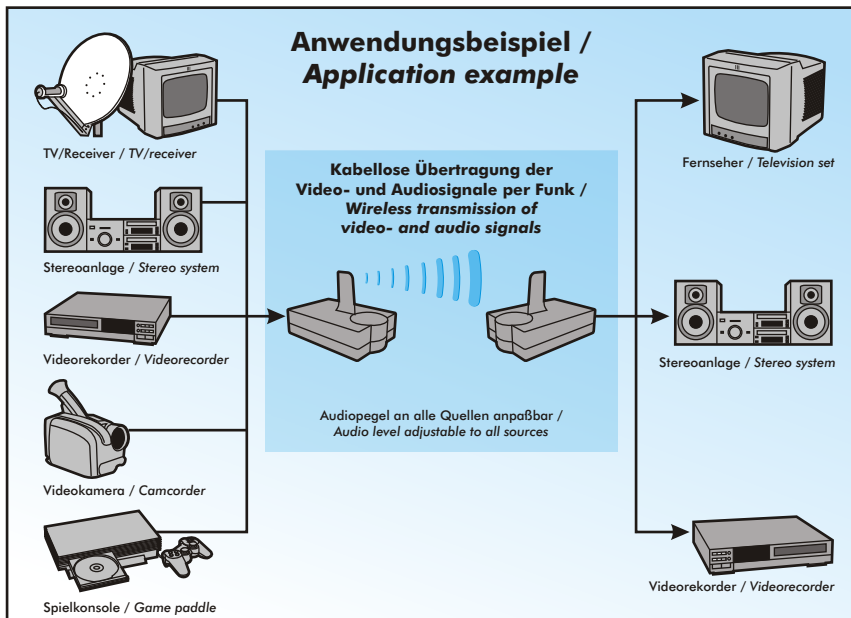 Anwendungsbeispiel /
Application example
TV/Receiver / TV/receiver
Stereoanlage / Stereo system
Videorekorder / Videorecorder
Videokamera / Camcorder
Spielkonsole / Game paddle
Kabellose Übertragung der
Video- und Audiosignale per Funk /
Wireless transmission of
video- and audio signals
Audiopegel an alle Quellen anpaßbar /
Audio level adjustable to all sources
Fernseher / Television set
Stereoanlage / Stereo system
Videorekorder / Videorecorder